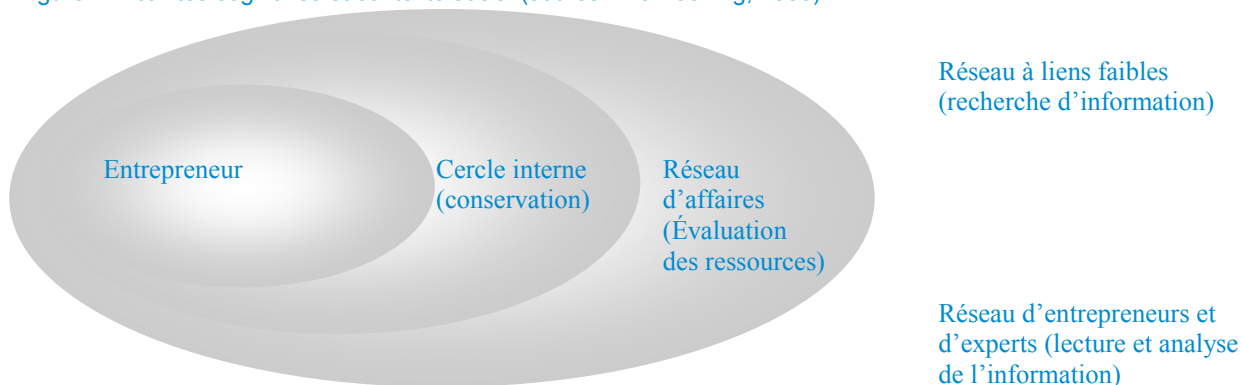 Réseau à liens faibles
(recherche d'information)
Entrepreneur
Cercle interne
(conservation)
Réseau
d'affaires
(Évaluation
des ressources)
Réseau d'entrepreneurs et
d'experts (lecture et analyse
de l'information)